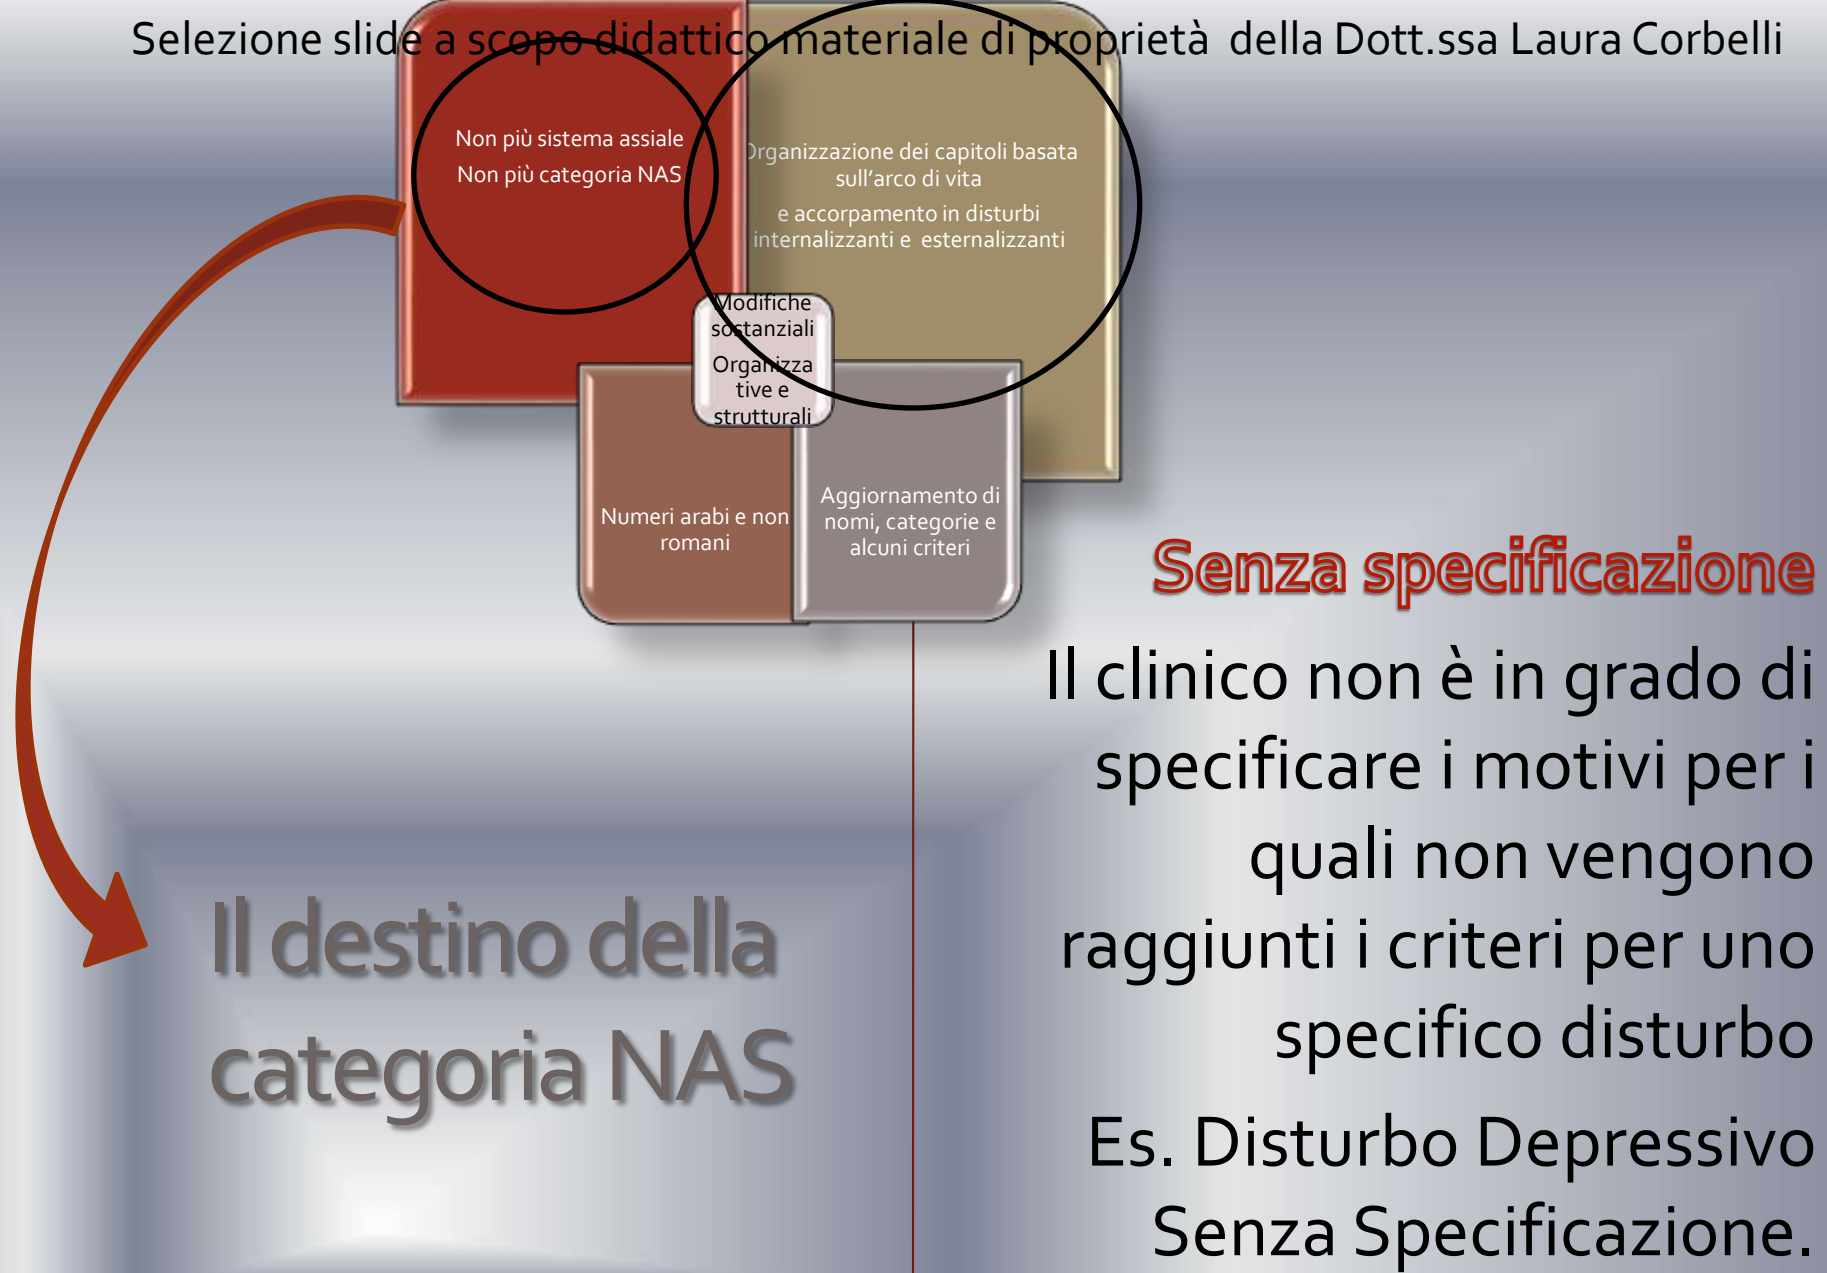 Selezione slide a scopo didattico materiale di proprietà della Dott.ssa Laura Corbelli
Non più sistema assiale
Non più categoria NAS
Organizzazione dei capitoli basata
sull’arco di vita
e accorpamento in disturbi
internalizzanti e esternalizzanti
Modifiche
sostanziali
Organizza
tive e
strutturali
Numeri arabi e non
romani
Aggiornamento di
nomi, categorie e
alcuni criteri
Il destino della
categoria NAS
Senza specificazione
Il clinico non è in grado di
specificare i motivi per i
quali non vengono
raggiunti i criteri per uno
specifico disturbo
Es. Disturbo Depressivo
Senza Specificazione.